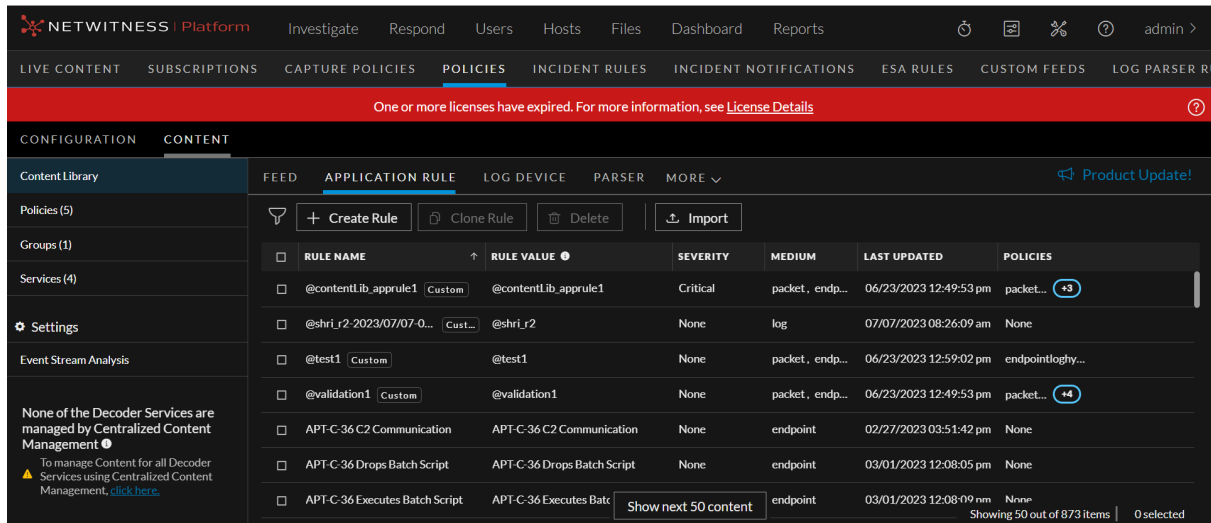 NETWITNESS | Platform Investigate Respond Users Hosts Files Dashboard Reports admin >
LIVE CONTENT SUBSCRIPTIONS CAPTURE POLICIES POLICIES INCIDENT RULES INCIDENT NOTIFICATIONS ESA RULES CUSTOM FEEDS LOG PARSER R
One or more licenses have expired. For more information, see License Details
CONFIGURATION CONTENT
Content Library
Policies (5)
Groups (1)
Services (4)
Settings
Event Stream Analysis
None of the Decoder Services are
managed by Centralized Content
Management
To manage Content for all Decoder
Services using Centralized Content
Management, click here.
FEED APPLICATION RULE LOG DEVICE PARSER MORE
Product Update!
+ Create Rule Clone Rule Delete Import
RULE NAME ↑ RULE VALUE SEVERITY MEDIUM LAST UPDATED POLICIES
@contentLib_apprule1 Custom @contentLib_apprule1 Critical packet, endp... 06/23/2023 12:49:53 pm packet... +3
@shri_r2-2023/07/07-0... Cust... @shri_r2 None log 07/07/2023 08:26:09 am None
@test1 Custom @test1 None packet, endp... 06/23/2023 12:59:02 pm endpointloghy...
@validation1 Custom @validation1 None packet, endp... 06/23/2023 12:49:53 pm packet... +4
APT-C-36 C2 Communication APT-C-36 C2 Communication None endpoint 02/27/2023 03:51:42 pm None
APT-C-36 Drops Batch Script APT-C-36 Drops Batch Script None endpoint 03/01/2023 12:08:05 pm None
APT-C-36 Executes Batch Script APT-C-36 Executes Batc endpoint 03/01/2023 12:08:09 pm None
Show next 50 content
Showing 50 out of 873 items | 0 selected